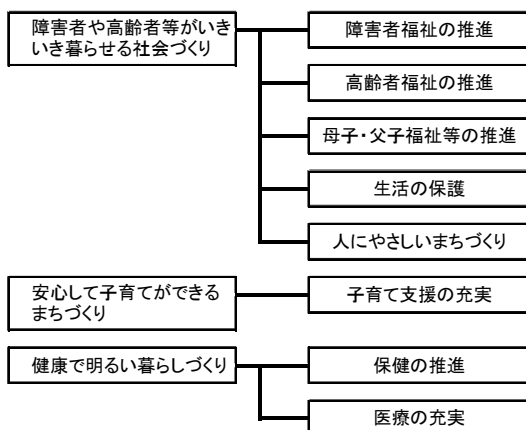 障害者や高齢者等がいき
いき暮らせる社会づくり
障害者福祉の推進
高齢者福祉の推進
母子・父子福祉等の推進
生活の保護
人にやさしいまちづくり
安心して子育てができる
まちづくり
子育て支援の充実
健康で明るい暮らしづくり
保健の推進
医療の充実